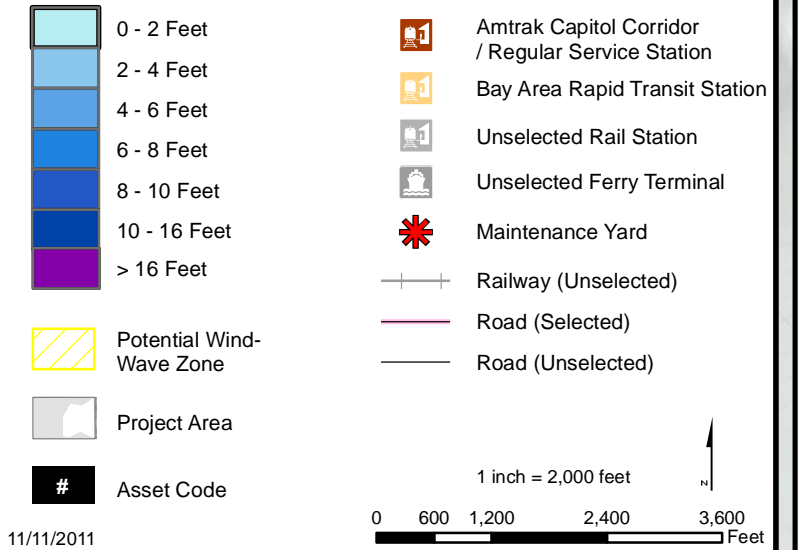 0 - 2 Feet
2 - 4 Feet
4 - 6 Feet
6 - 8 Feet
8 - 10 Feet
10 - 16 Feet
> 16 Feet
Potential Wind-
Wave Zone
Project Area
# Asset Code
11/11/2011
Amtrak Capitol Corridor
/ Regular Service Station
Bay Area Rapid Transit Station
Unselected Rail Station
Unselected Ferry Terminal
Maintenance Yard
Railway (Unselected)
Road (Selected)
Road (Unselected)
1 inch = 2,000 feet
N
0 600 1,200 2,400 3,600
Feet